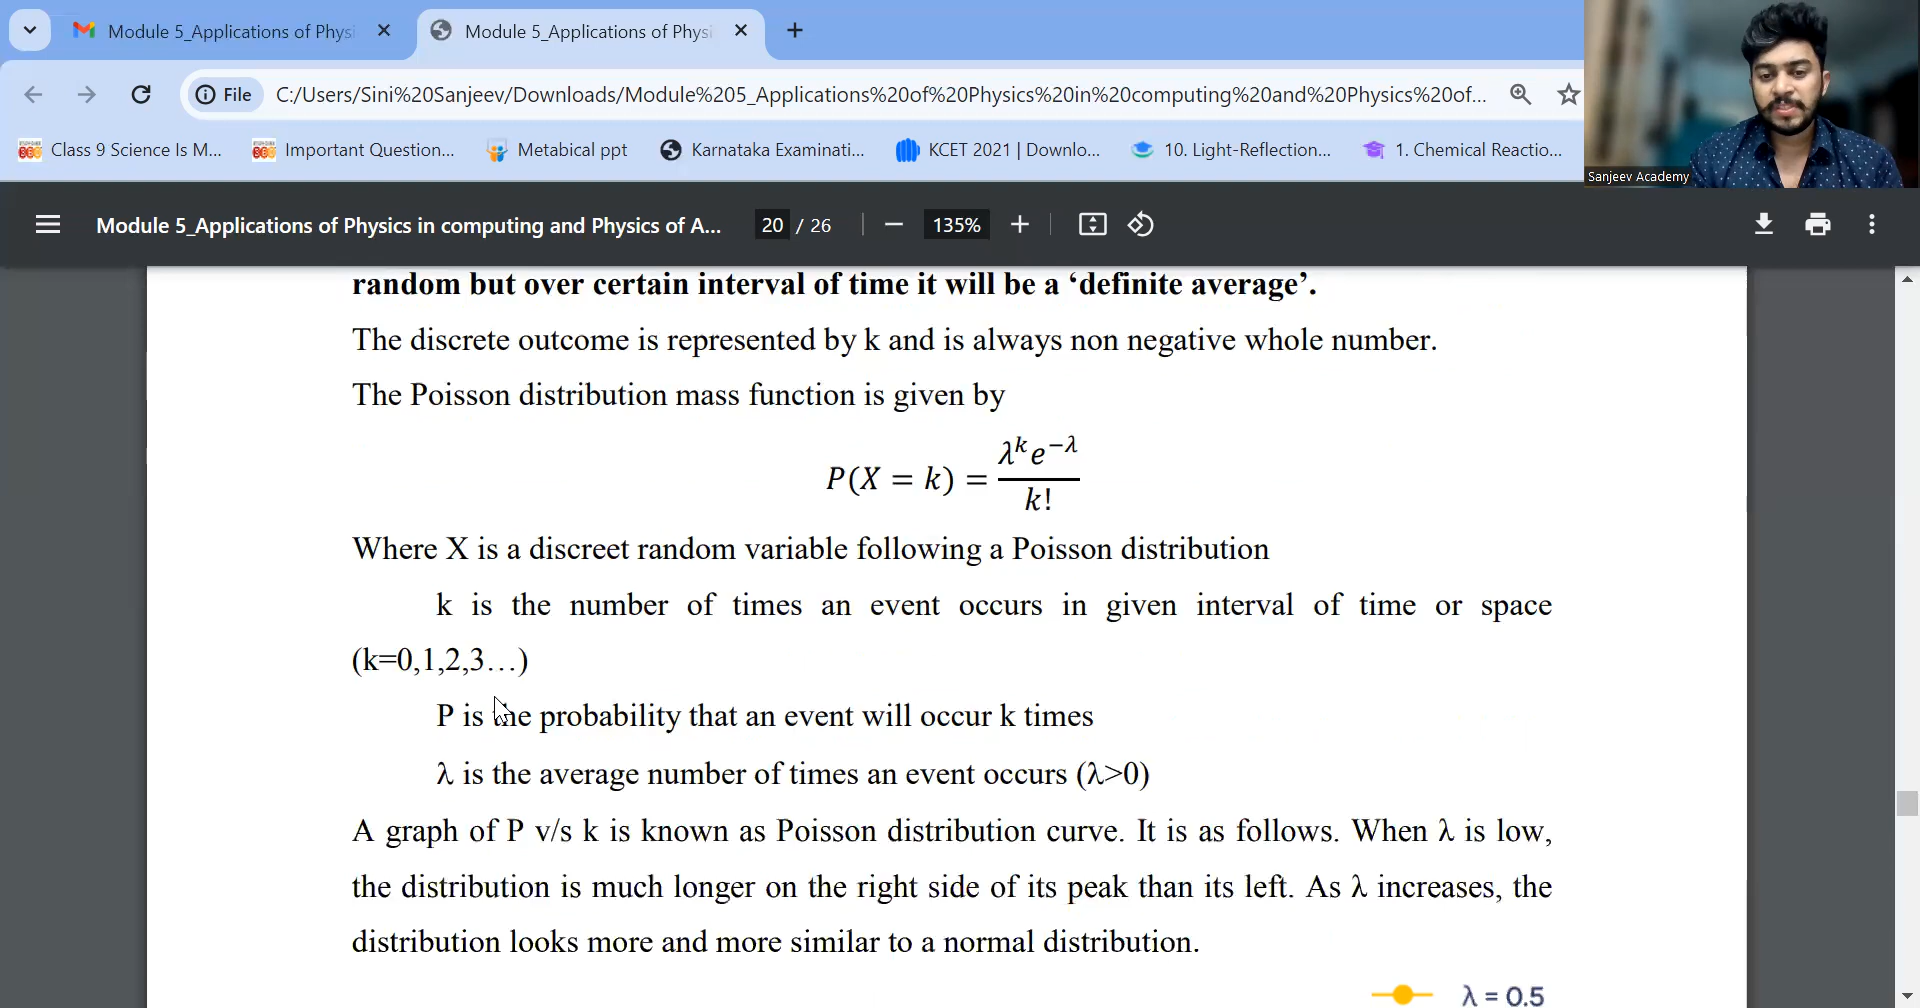 Module 5_Applications of Phys
Module 5_Applications of Physi
File
C:/Users/Sini%20Sanjeev/Downloads/Module%205_Applications%20of%20Physics%20in%20computing%20and%20Physics%20of...
Class 9 Science Is M...
Important Question...
Metabical ppt
Karnataka Examinati...
KCET 2021 | Downlo...
10. Light-Reflection...
1. Chemical Reactio...
Sanjeev Academy
Module 5_Applications of Physics in computing and Physics of A...
20 / 26
135%
random but over certain interval of time it will be a ‘definite average’.
The discrete outcome is represented by k and is always non negative whole number.
The Poisson distribution mass function is given by
P(X = k) = λ^k e^−λ / k!
Where X is a discreet random variable following a Poisson distribution
k is the number of times an event occurs in given interval of time or space
(k=0,1,2,3…)
P is the probability that an event will occur k times
λ is the average number of times an event occurs (λ>0)
A graph of P v/s k is known as Poisson distribution curve. It is as follows. When λ is low,
the distribution is much longer on the right side of its peak than its left. As λ increases, the
distribution looks more and more similar to a normal distribution.
λ = 0.5